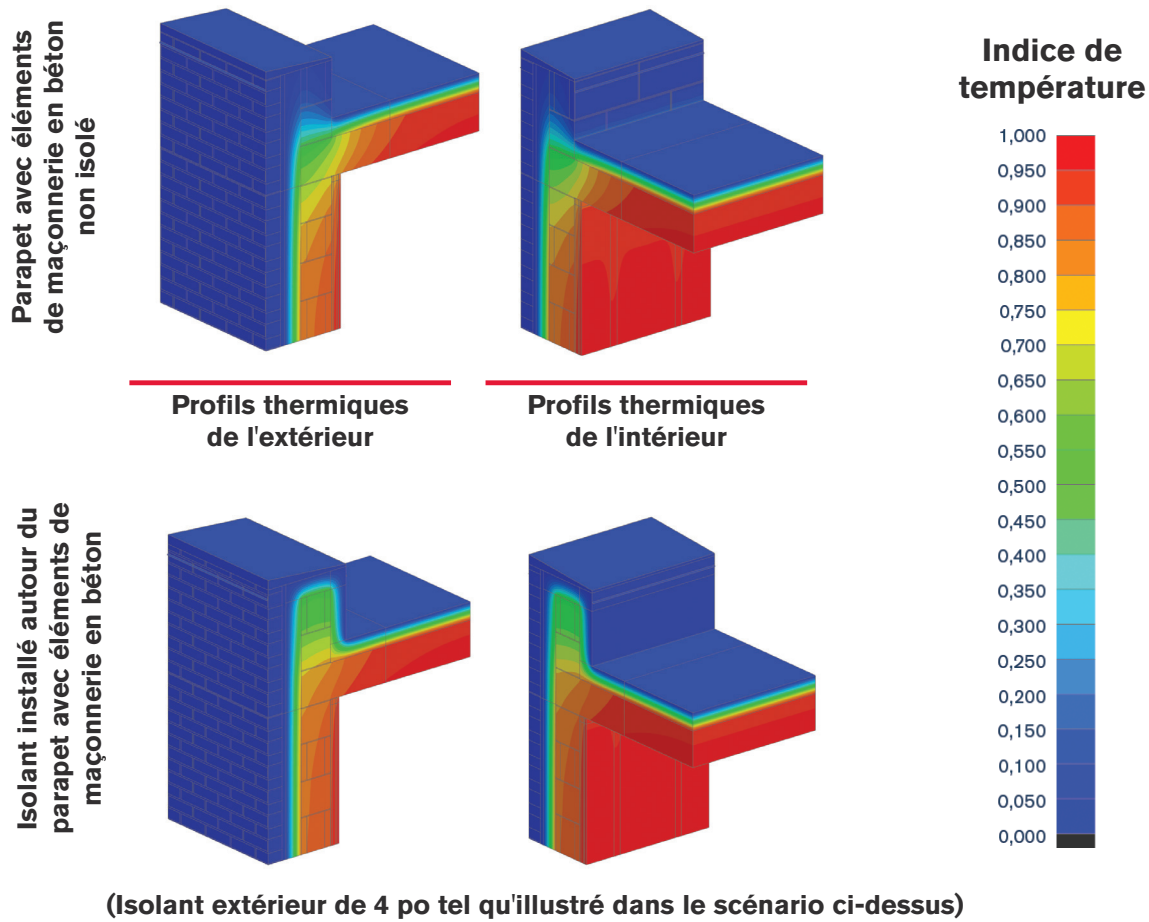 Parapet avec éléments
de maçonnerie en béton
non isolé
Profils thermiques
de l'extérieur
Profils thermiques
de l'intérieur
Isolant installé autour du
parapet avec éléments de
maçonnerie en béton
(Isolant extérieur de 4 po tel qu'illustré dans le scénario ci-dessus)
Indice de
température
1,000
0,950
0,900
0,850
0,800
0,750
0,700
0,650
0,600
0,550
0,500
0,450
0,400
0,350
0,300
0,250
0,200
0,150
0,100
0,050
0,000